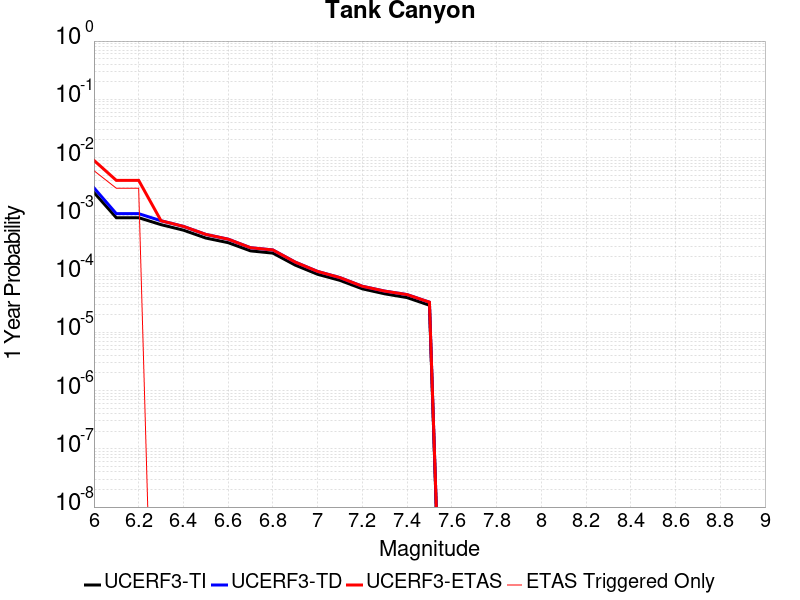 Tank Canyon
10^0
10^-1
10^-2
10^-3
10^-4
10^-5
10^-6
10^-7
10^-8
1 Year Probability
6 6.2 6.4 6.6 6.8 7 7.2 7.4 7.6 7.8 8 8.2 8.4 8.6 8.8 9
Magnitude
UCERF3-TI UCERF3-TD UCERF3-ETAS ETAS Triggered Only